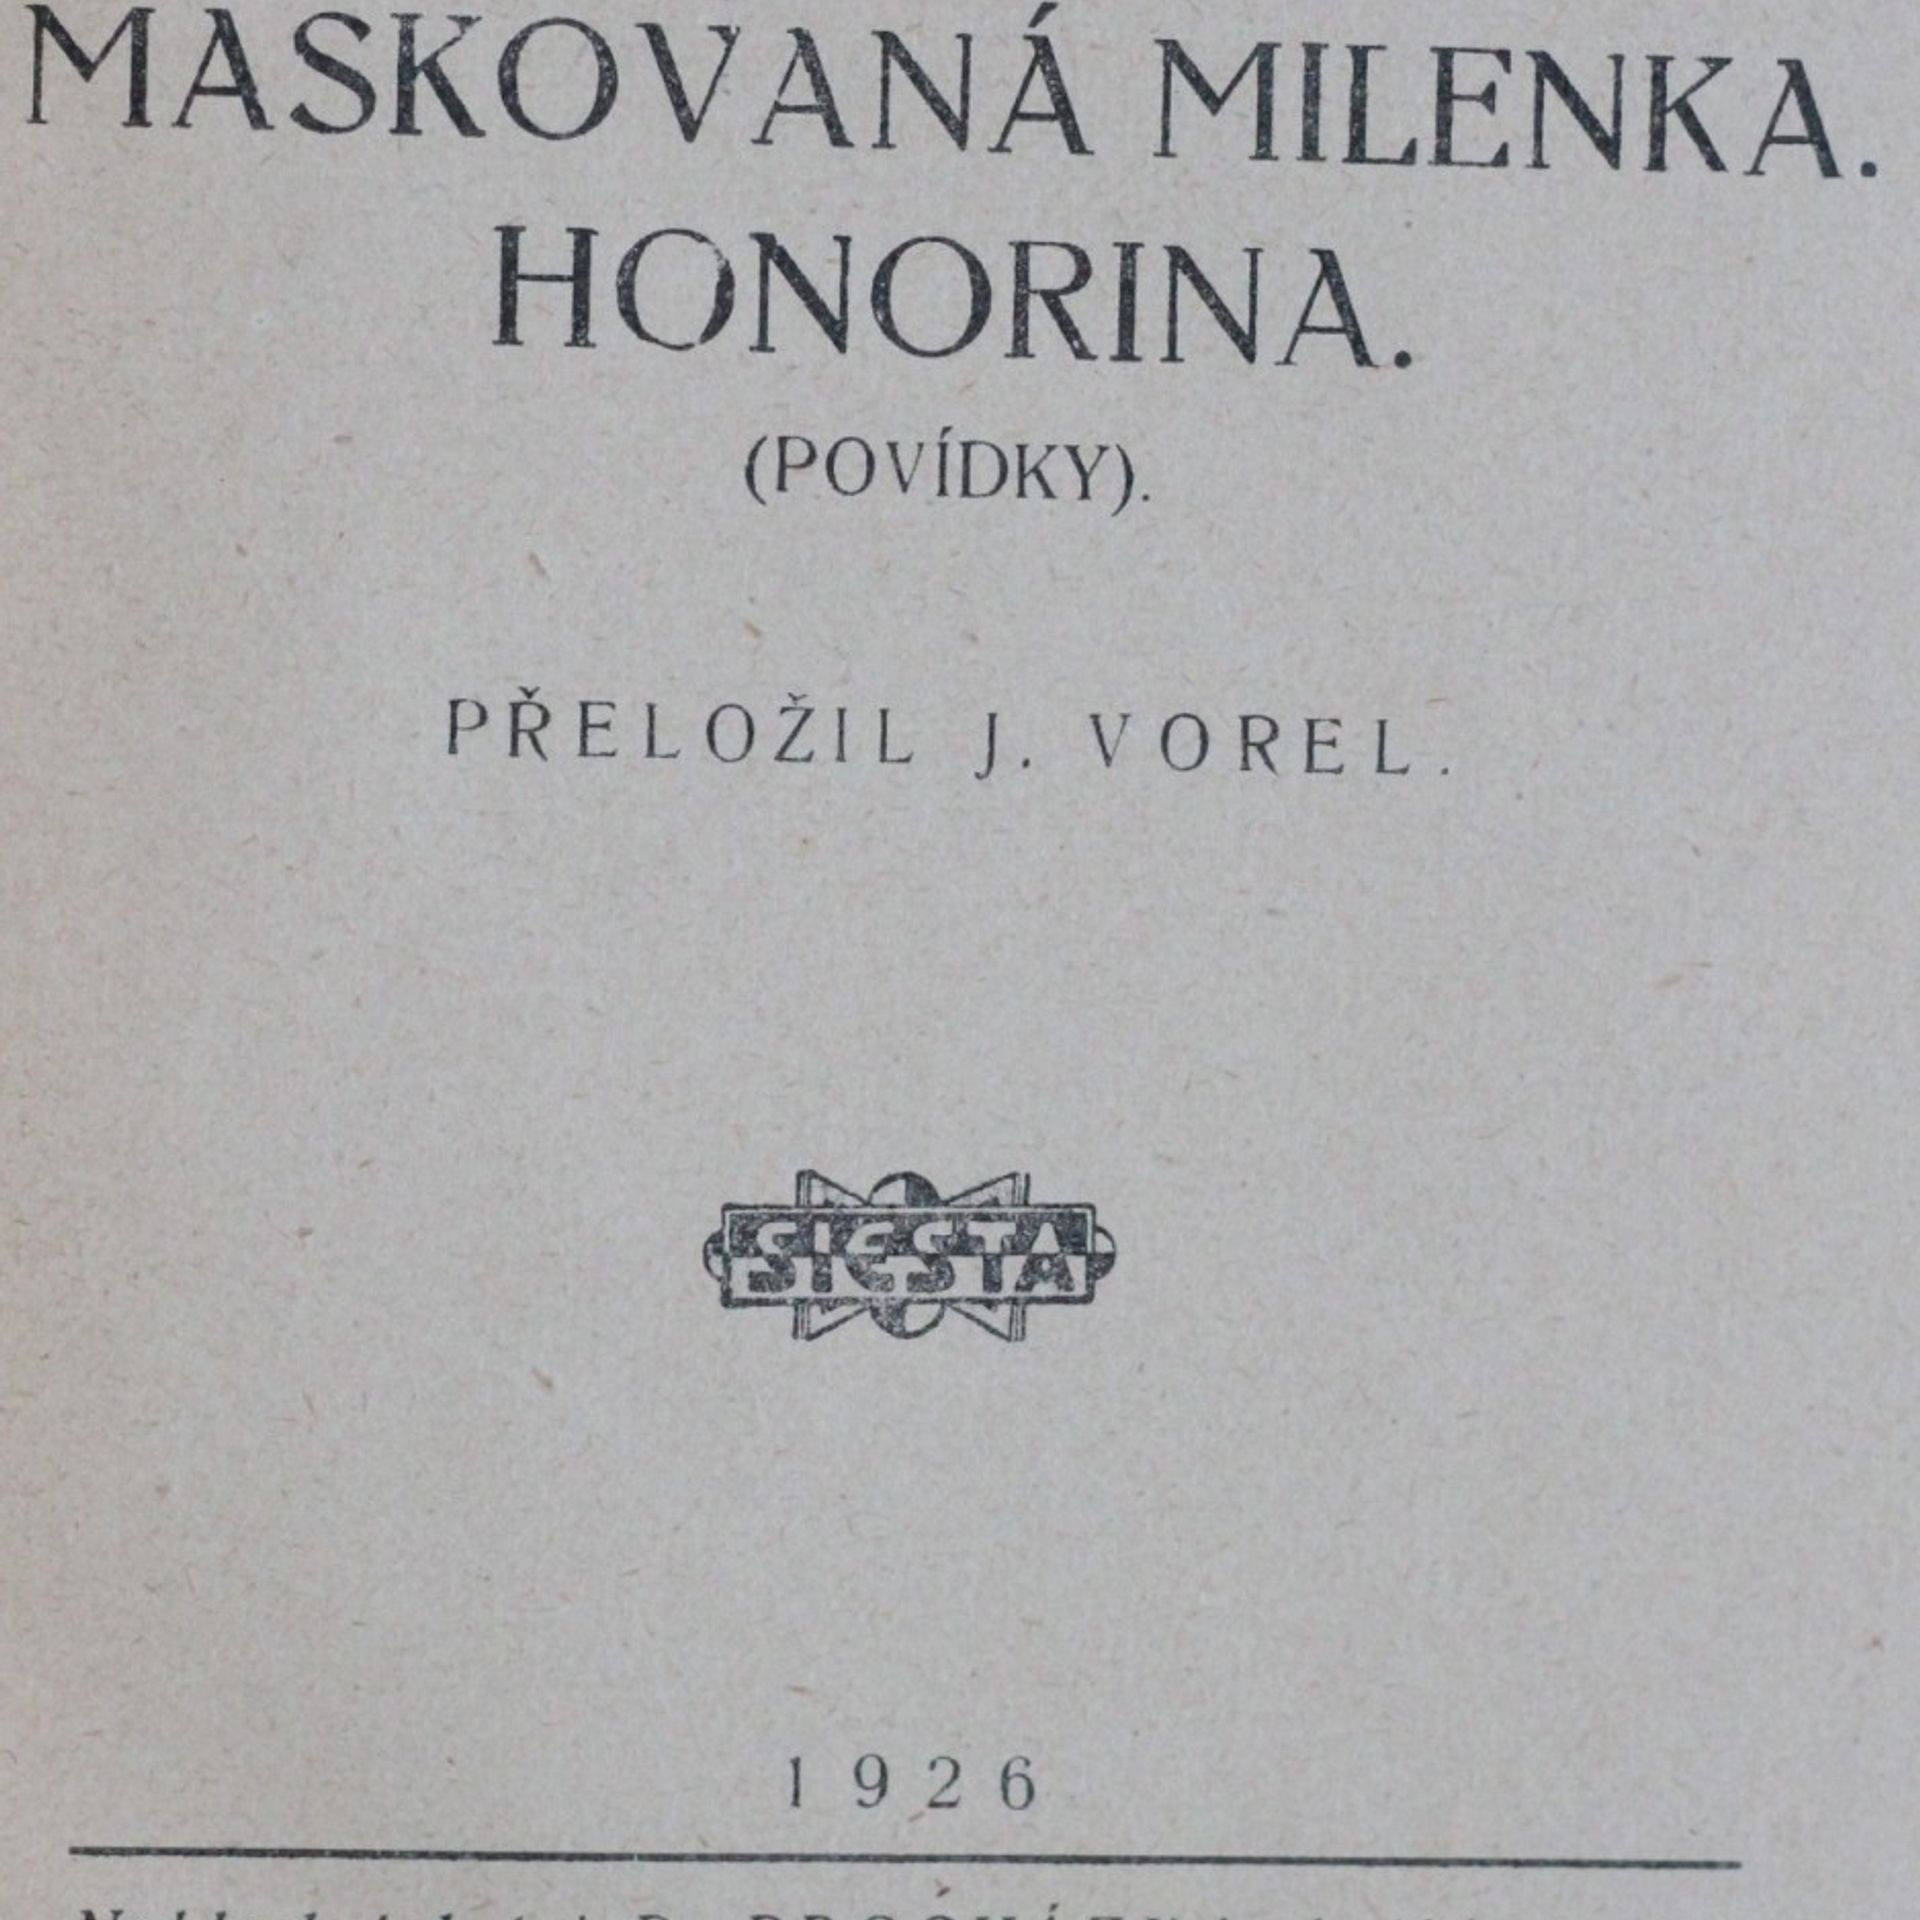 MASKOVANÁ MILENKA.
HONORINA.
(POVÍDKY).
PŘELOŽIL J. VOREL.
SIESTA
1926